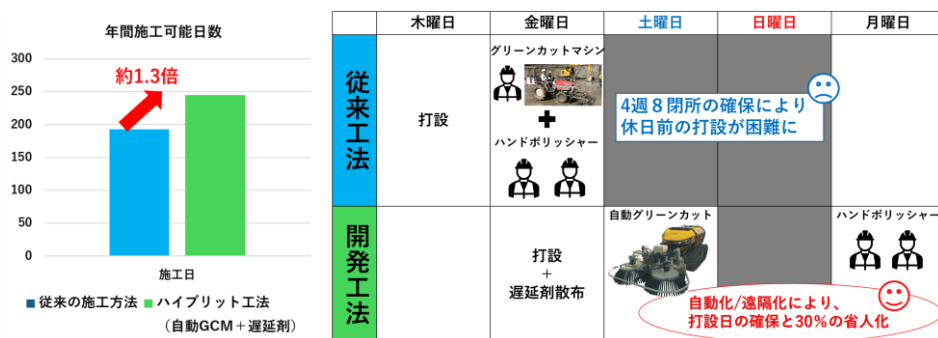 年間施工可能日数
300
250
200
150
100
50
0
約1.3倍
施工日
従来の施工方法
ハイブリット工法
（自動GCM＋遅延剤）
木曜日
金曜日
土曜日
日曜日
月曜日
従来工法
打設
グリーンカットマシン
+
ハンドポリッシャー
4週８閉所の確保により
休日前の打設が困難に
開発工法
打設
+
遅延剤散布
自動グリーンカット
ハンドポリッシャー
自動化/遠隔化により、
打設日の確保と30%の省人化